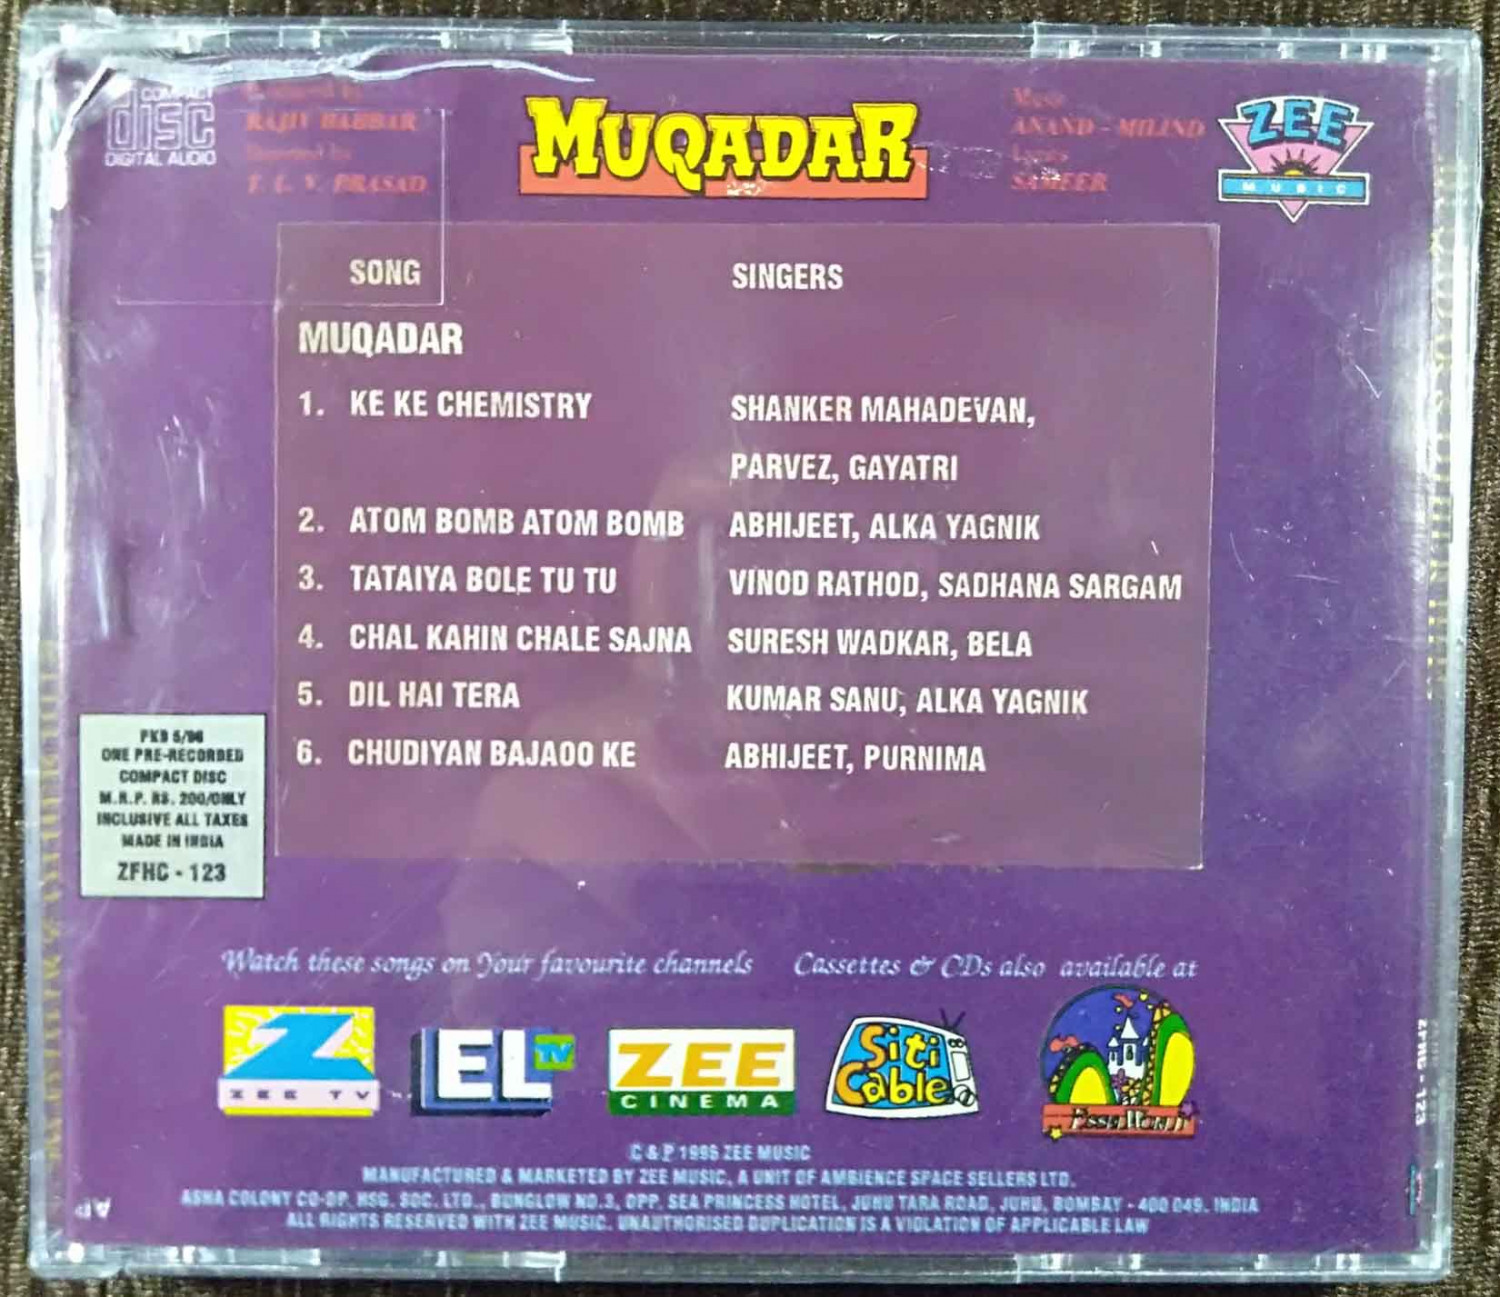 COMPACT
disc
DIGITAL AUDIO
RAJIV BABBAR
T. L. V. PRASAD
MUQADAR
Music
ANAND - MILIND
Lyrics
SAMEER
ZEE
MUSIC
SONG SINGERS
MUQADAR
1. KE KE CHEMISTRY SHANKER MAHADEVAN,
PARVEZ, GAYATRI
2. ATOM BOMB ATOM BOMB ABHIJEET, ALKA YAGNIK
3. TATAIYA BOLE TU TU VINOD RATHOD, SADHANA SARGAM
4. CHAL KAHIN CHALE SAJNA SURESH WADKAR, BELA
5. DIL HAI TERA KUMAR SANU, ALKA YAGNIK
6. CHUDIYAN BAJAOO KE ABHIJEET, PURNIMA
PKD 5/96
ONE PRE-RECORDED
COMPACT DISC
M.R.P. RS. 200/ONLY
INCLUSIVE ALL TAXES
MADE IN INDIA
ZFHC - 123
Watch these songs on Your favourite channels Cassettes & CDs also available at
Z
ZEE TV
EL TV
ZEE
CINEMA
Siti
Cable
EsselWorld
C & P 1996 ZEE MUSIC
MANUFACTURED & MARKETED BY ZEE MUSIC, A UNIT OF AMBIENCE SPACE SELLERS LTD.
ASHA COLONY CO-OP. HSG. SOC. LTD., BUNGLOW NO.3, OPP. SEA PRINCESS HOTEL, JUHU TARA ROAD, JUHU, BOMBAY - 400 049. INDIA
ALL RIGHTS RESERVED WITH ZEE MUSIC. UNAUTHORISED DUPLICATION IS A VIOLATION OF APPLICABLE LAW
ZFHC - 123